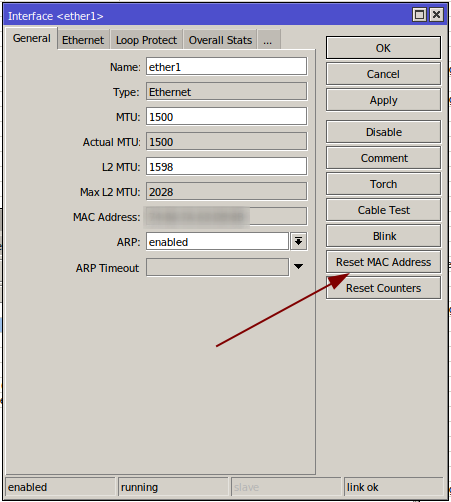 Interface <ether1>
General Ethernet Loop Protect Overall Stats ...
Name: ether1
Type: Ethernet
MTU: 1500
Actual MTU: 1500
L2 MTU: 1598
Max L2 MTU: 2028
MAC Address:
ARP: enabled
ARP Timeout
OK
Cancel
Apply
Disable
Comment
Torch
Cable Test
Blink
Reset MAC Address
Reset Counters
enabled running slave link ok